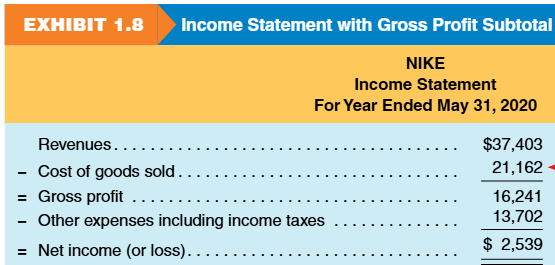 EXHIBIT 1.8 Income Statement with Gross Profit Subtotal
NIKE
Income Statement
For Year Ended May 31, 2020
Revenues . . . . . . . . . . . . . . . . . . . . . . . . . . . . . . . . . . . . . . $37,403
− Cost of goods sold . . . . . . . . . . . . . . . . . . . . . . . . . . . . . . . 21,162
= Gross profit . . . . . . . . . . . . . . . . . . . . . . . . . . . . . . . . . . . . 16,241
− Other expenses including income taxes . . . . . . . . . . . . . . 13,702
= Net income (or loss) . . . . . . . . . . . . . . . . . . . . . . . . . . . . . . $ 2,539